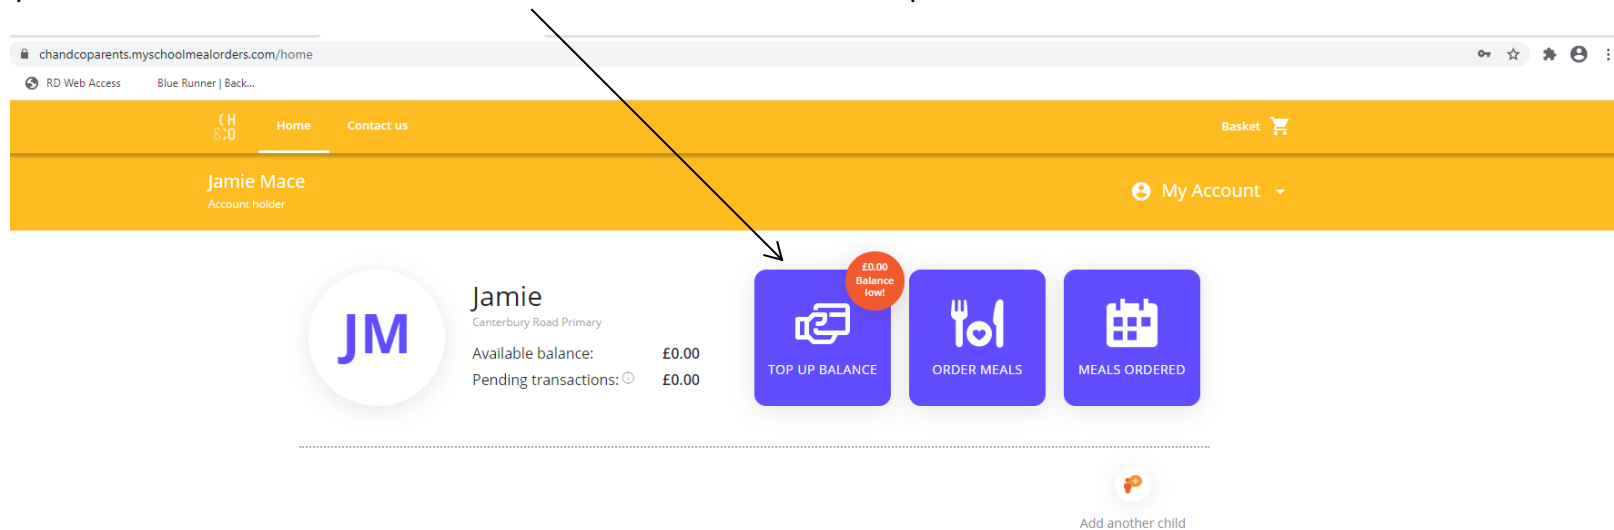 chandcoparents.myschoolmealorders.com/home
RD Web Access Blue Runner | Back...
CH &CO Home Contact us Basket
Jamie Mace My Account
Account holder
£0.00
Balance
low!
JM
Jamie
Canterbury Road Primary
Available balance: £0.00
Pending transactions: £0.00
TOP UP BALANCE ORDER MEALS MEALS ORDERED
Add another child